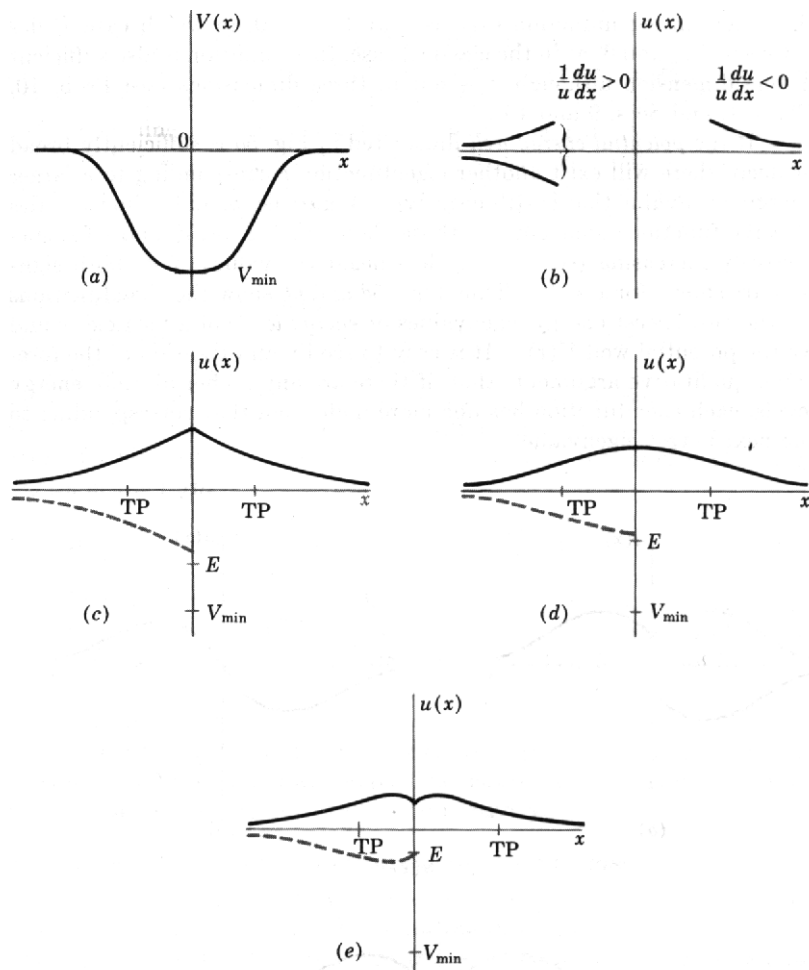 V(x)
0
x
(a)
V_min
u(x)
1/u du/dx > 0
1/u du/dx < 0
x
(b)
u(x)
TP
TP
x
E
(c)
V_min
u(x)
TP
TP
x
E
(d)
V_min
u(x)
TP
E
TP
x
(e)
V_min